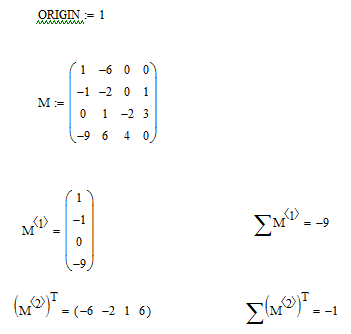 ORIGIN := 1
M := ( 1 -6 0 0
-1 -2 0 1
0 1 -2 3
-9 6 4 0 )
M^⟨1⟩ = ( 1
-1
0
-9 )
∑M^⟨1⟩ = -9
(M^⟨2⟩)^T = (-6 -2 1 6)
∑(M^⟨2⟩)^T = -1